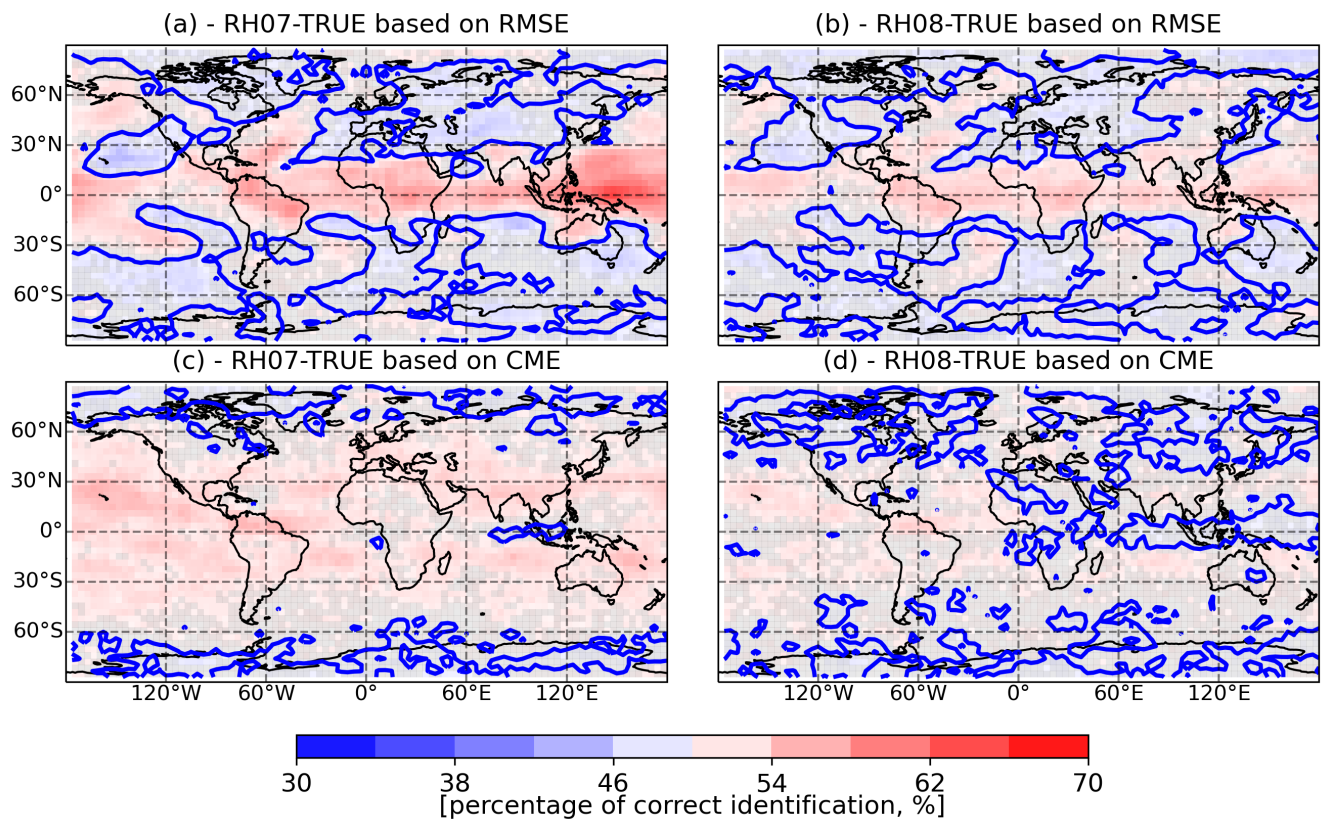 (a) - RH07-TRUE based on RMSE
(b) - RH08-TRUE based on RMSE
60°N
30°N
0°
30°S
60°S
(c) - RH07-TRUE based on CME
(d) - RH08-TRUE based on CME
60°N
30°N
0°
30°S
60°S
120°W 60°W 0° 60°E 120°E
120°W 60°W 0° 60°E 120°E
30 38 46 54 62 70
[percentage of correct identification, %]